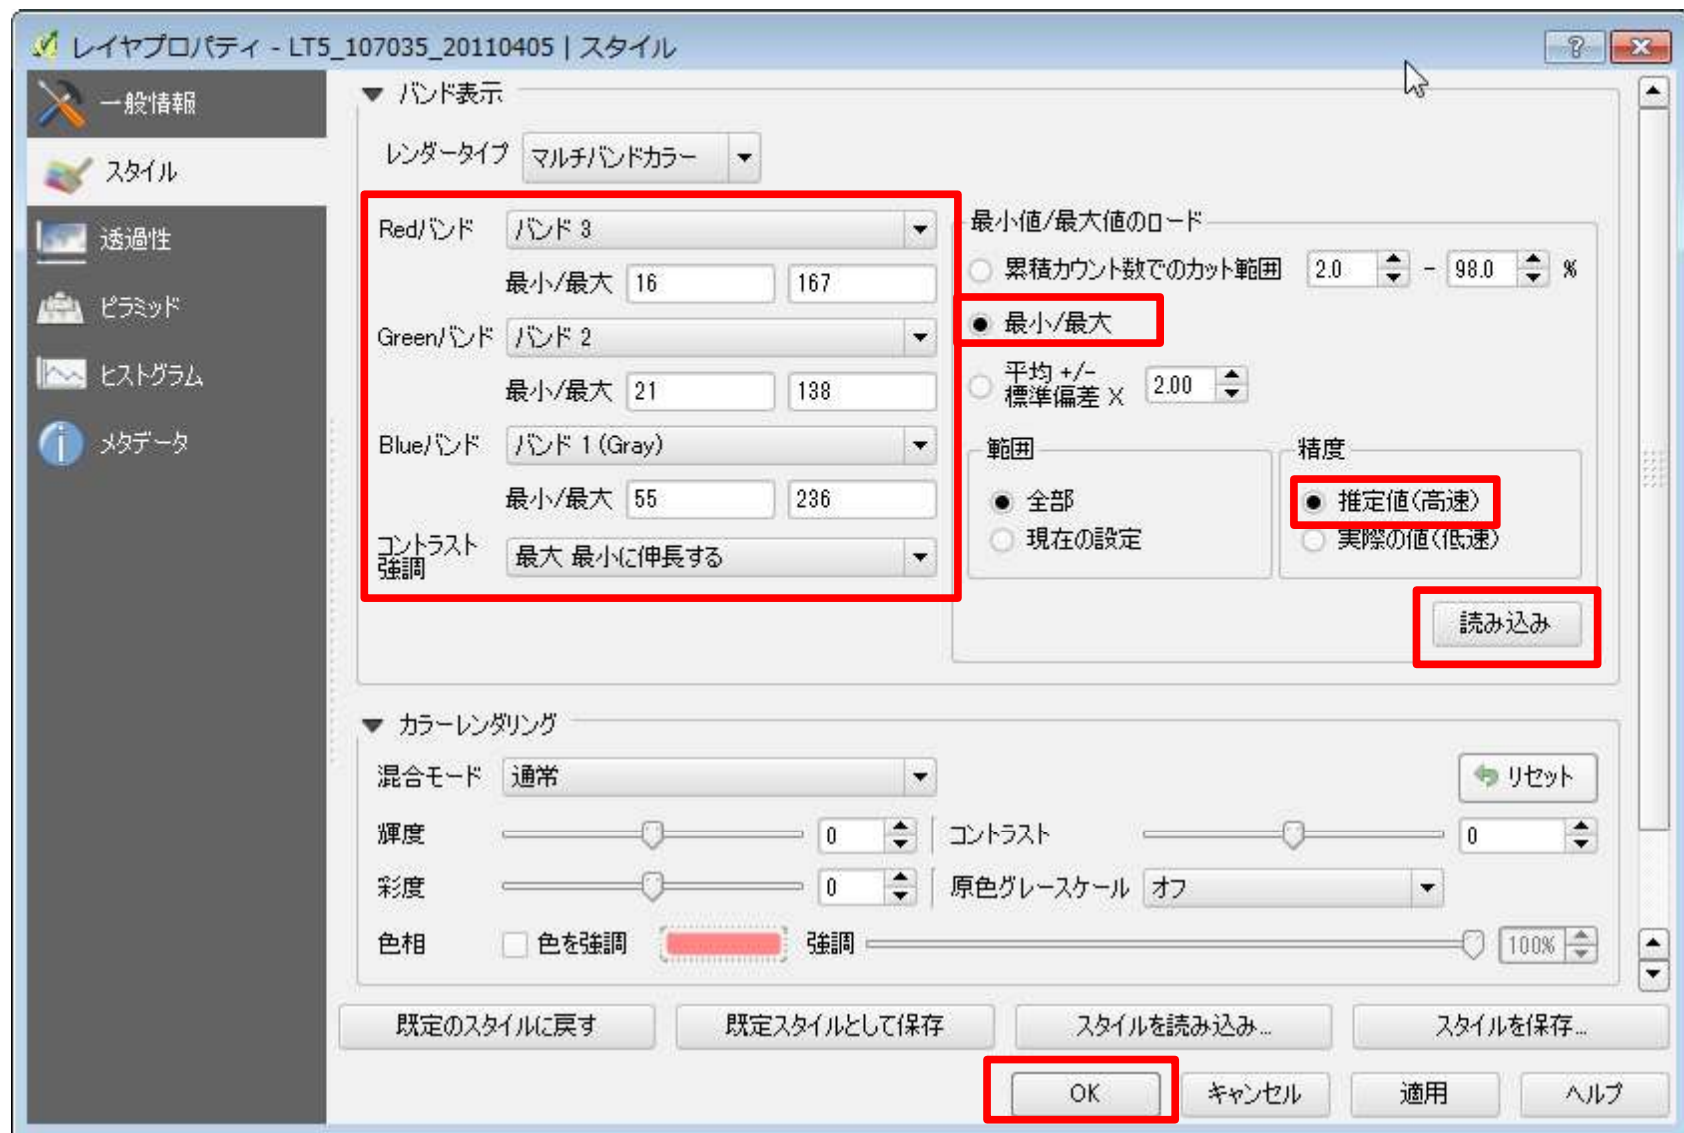 レイヤプロパティ - LT5_107035_20110405 | スタイル
一般情報
スタイル
透過性
ピラミッド
ヒストグラム
メタデータ
バンド表示
レンダータイプ マルチバンドカラー
Redバンド バンド 3
最小/最大 16 167
Greenバンド バンド 2
最小/最大 21 138
Blueバンド バンド 1 (Gray)
最小/最大 55 236
コントラスト
強調 最大 最小に伸長する
最小値/最大値のロード
累積カウント数でのカット範囲 2.0 - 98.0 %
最小/最大
平均 +/-
標準偏差 × 2.00
範囲
全部
現在の設定
精度
推定値(高速)
実際の値(低速)
読み込み
カラーレンダリング
混合モード 通常 リセット
輝度 0 コントラスト 0
彩度 0 原色グレースケール オフ
色相 色を強調 強調 100%
既定のスタイルに戻す 既定スタイルとして保存 スタイルを読み込み... スタイルを保存...
OK キャンセル 適用 ヘルプ